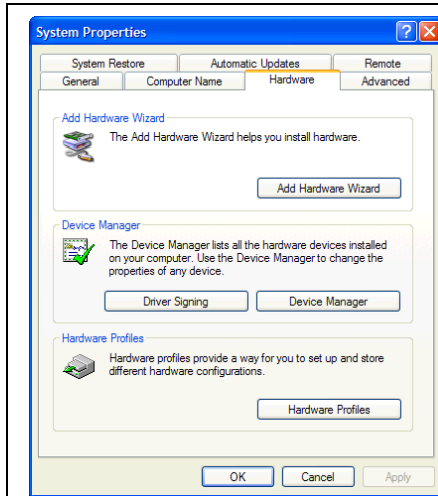 System Properties
System Restore Automatic Updates Remote
General Computer Name Hardware Advanced
Add Hardware Wizard
The Add Hardware Wizard helps you install hardware.
Add Hardware Wizard
Device Manager
The Device Manager lists all the hardware devices installed
on your computer. Use the Device Manager to change the
properties of any device.
Driver Signing Device Manager
Hardware Profiles
Hardware profiles provide a way for you to set up and store
different hardware configurations.
Hardware Profiles
OK Cancel Apply